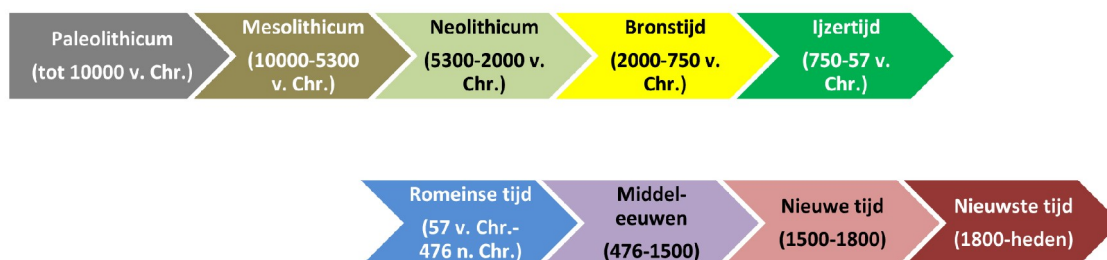 Paleolithicum
(tot 10000 v. Chr.)
Mesolithicum
(10000-5300
v. Chr.)
Neolithicum
(5300-2000 v.
Chr.)
Bronstijd
(2000-750 v.
Chr.)
Ijzertijd
(750-57 v.
Chr.)
Romeinse tijd
(57 v. Chr.-
476 n. Chr.)
Middel-
eeuwen
(476-1500)
Nieuwe tijd
(1500-1800)
Nieuwste tijd
(1800-heden)